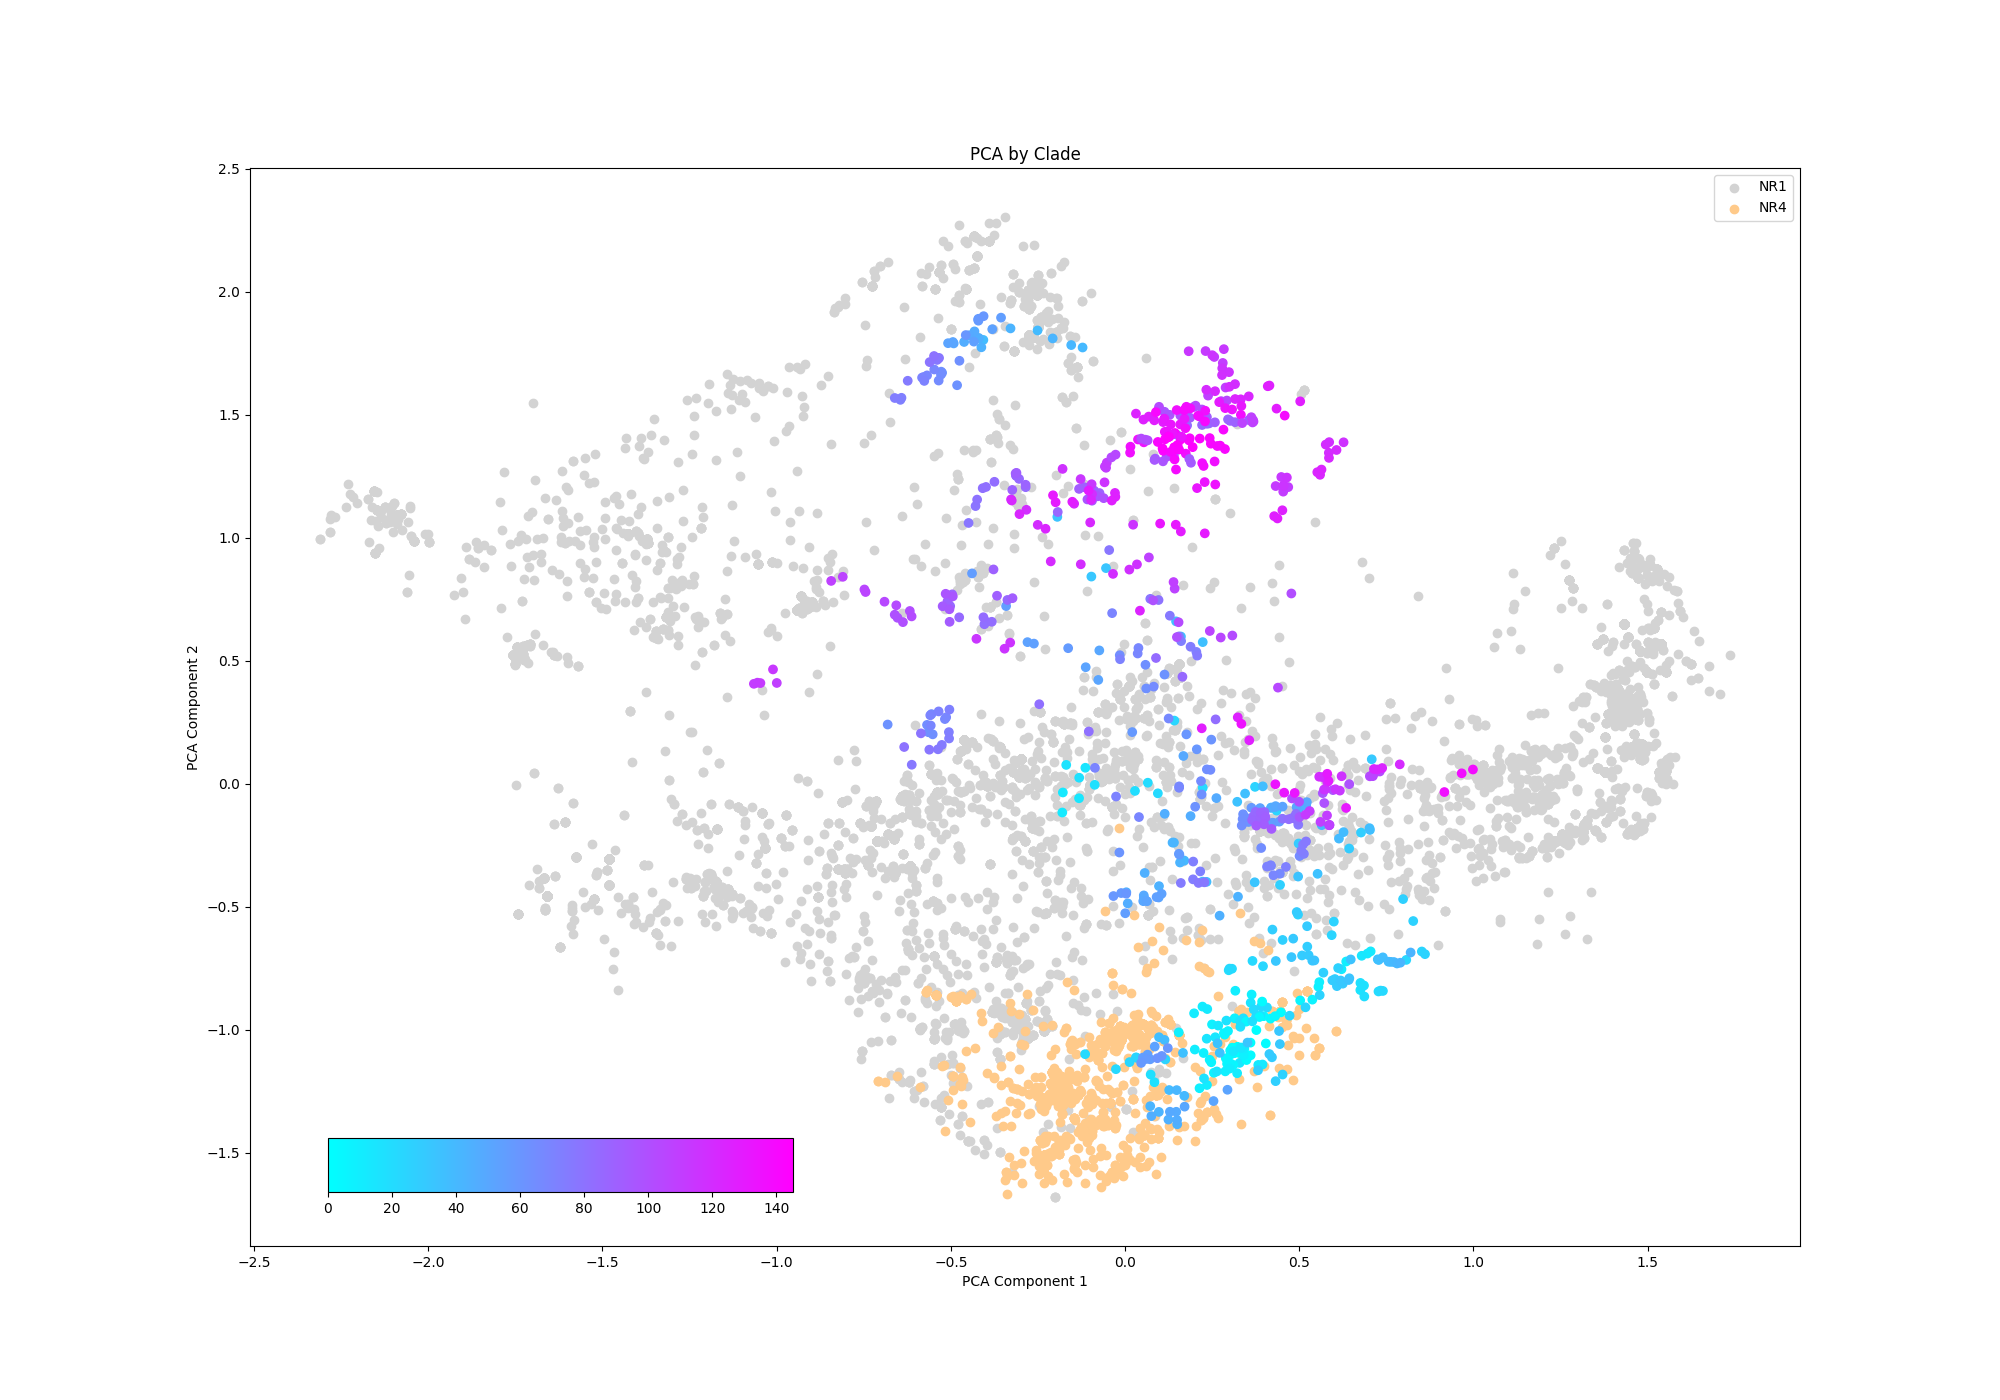 PCA by Clade
NR1
NR4
2.5
2.0
1.5
1.0
0.5
0.0
−0.5
−1.0
−1.5
PCA Component 2
0 20 40 60 80 100 120 140
−2.5 −2.0 −1.5 −1.0 −0.5 0.0 0.5 1.0 1.5
PCA Component 1